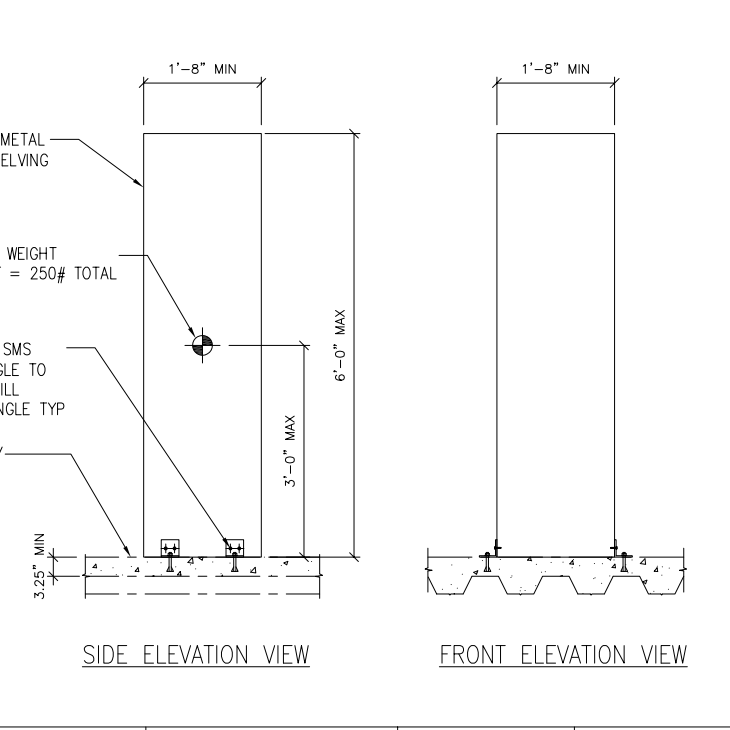 1'-8" MIN
1'-8" MIN
METAL
ELVING
WEIGHT
= 250# TOTAL
6'-0" MAX
SMS
GLE TO
ILL
NGLE TYP
3'-0" MAX
3.25" MIN
SIDE ELEVATION VIEW
FRONT ELEVATION VIEW